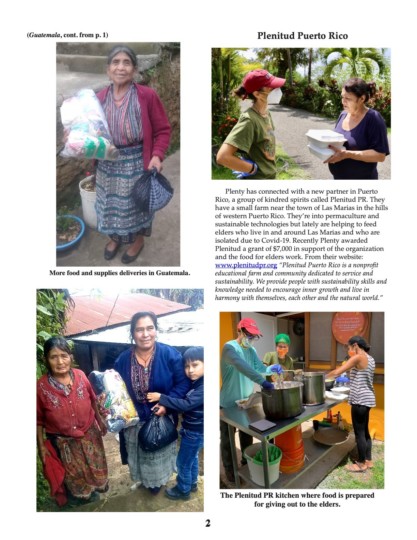 (Guatemala, cont. from p. 1)
More food and supplies deliveries in Guatemala.
Plenitud Puerto Rico
Plenty has connected with a new partner in Puerto
Rico, a group of kindred spirits called Plenitud PR. They
have a small farm near the town of Las Marias in the hills
of western Puerto Rico. They're into permaculture and
sustainable technologies but lately are helping to feed
elders who live in and around Las Marias and who are
isolated due to Covid-19. Recently Plenty awarded
Plenitud a grant of $7,000 in support of the organization
and the elders work. From their website:
www.plenitudpr.org "Plenitud Puerto Rico is a nonprofit
educational farm and community dedicated to service and
sustainability. We provide people with sustainability skills and
knowledge needed to encourage inner growth and live in
harmony with themselves, each other and the natural world."
The Plenitud PR kitchen where food is prepared
for giving out to the elders.
2